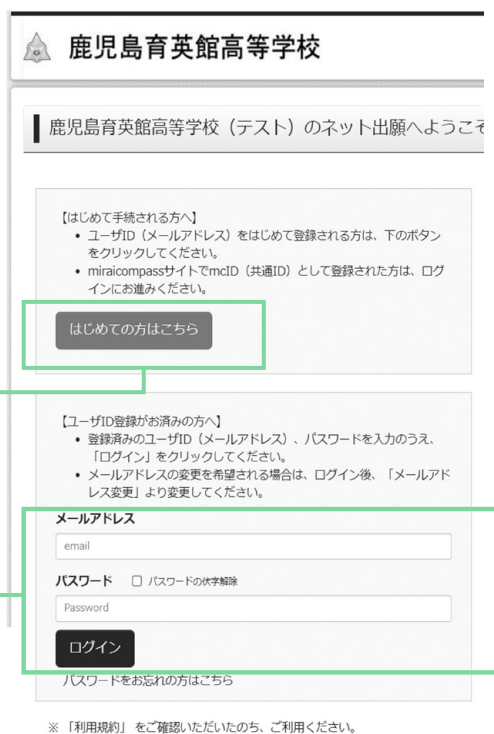 鹿児島育英館高等学校
鹿児島育英館高等学校（テスト）のネット出願へようこそ
【はじめて手続される方へ】
• ユーザID（メールアドレス）をはじめて登録される方は、下のボタン
をクリックしてください。
• miraicompassサイトでmcID（共通ID）として登録された方は、ログ
インにお進みください。
はじめての方はこちら
【ユーザID登録がお済みの方へ】
• 登録済みのユーザID（メールアドレス）、パスワードを入力のうえ、
「ログイン」をクリックしてください。
• メールアドレスの変更を希望される場合は、ログイン後、「メールアド
レス変更」より変更してください。
メールアドレス
email
パスワード □ パスワードの伏字解除
Password
ログイン
パスワードをお忘れの方はこちら
※ 「利用規約」 をご確認いただいたのち、ご利用ください。